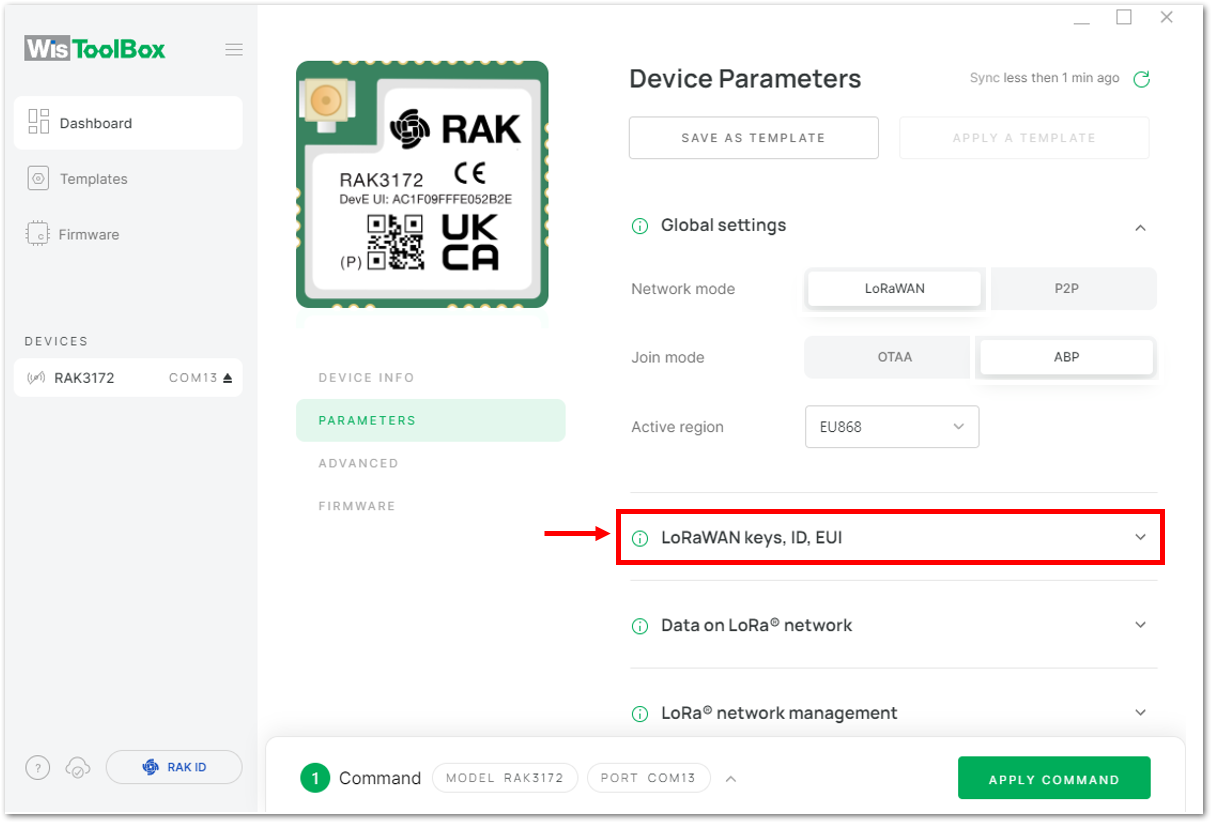 WisToolBox
Dashboard
Templates
Firmware
DEVICES
RAK3172 COM13
RAK ID
RAK
RAK3172
DevE UI: AC1F09FFFE052B2E
(P)
UK
CA
DEVICE INFO
PARAMETERS
ADVANCED
FIRMWARE
Device Parameters
Sync less then 1 min ago
SAVE AS TEMPLATE
APPLY A TEMPLATE
Global settings
Network mode LoRaWAN P2P
Join mode OTAA ABP
Active region EU868
LoRaWAN keys, ID, EUI
Data on LoRa® network
LoRa® network management
1 Command MODEL RAK3172 PORT COM13 APPLY COMMAND